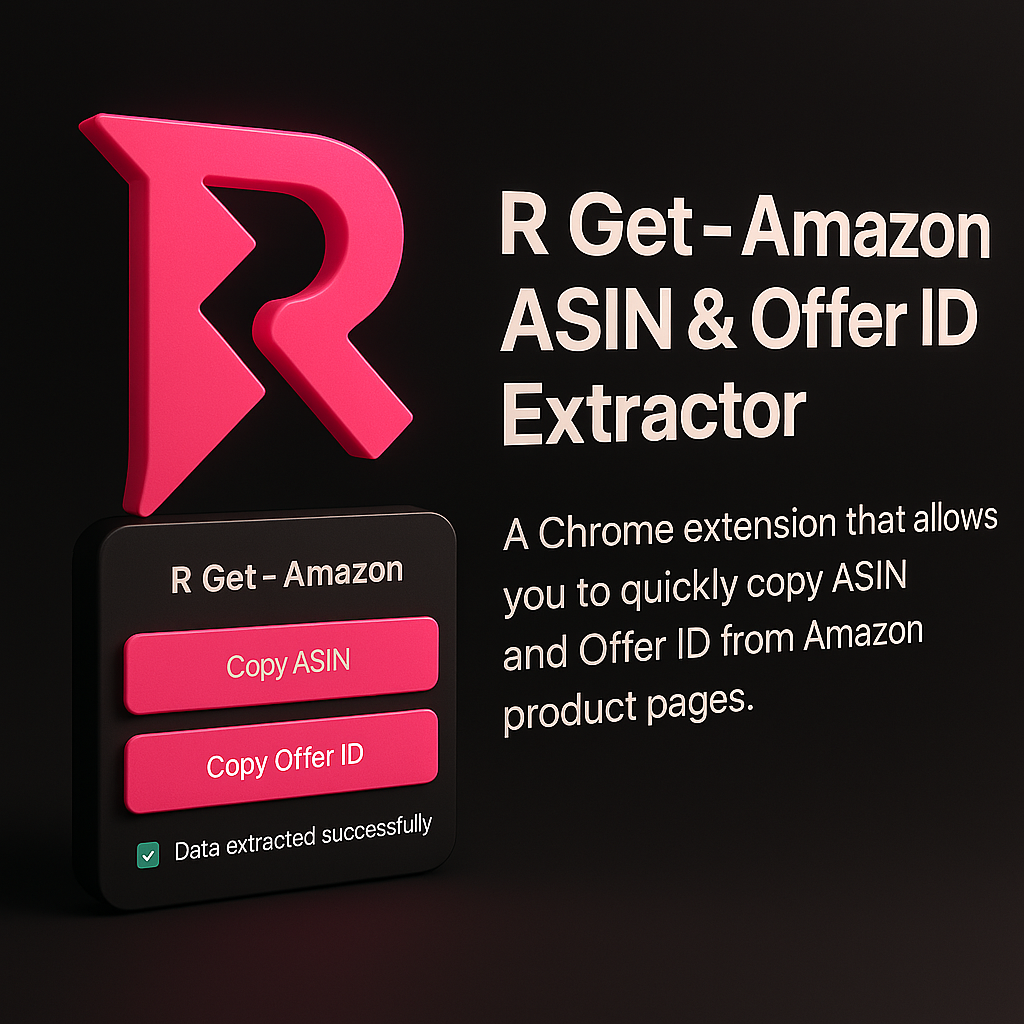 R Get – Amazon
ASIN & Offer ID
Extractor
A Chrome extension that allows
you to quickly copy ASIN
and Offer ID from Amazon
product pages.
R Get – Amazon
Copy ASIN
Copy Offer ID
Data extracted successfully